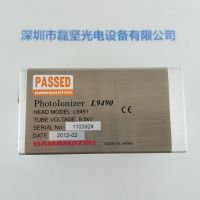 深圳市磊坚光电设备有限公司
PASSED
HAMAMATSU
PhotoIonizer L9490
HEAD MODEL L9491
TUBE VOLTAGE 9.5kV
SERIAL No. 1103924
DATE 2012-02
HAMAMATSU MADE IN JAPAN